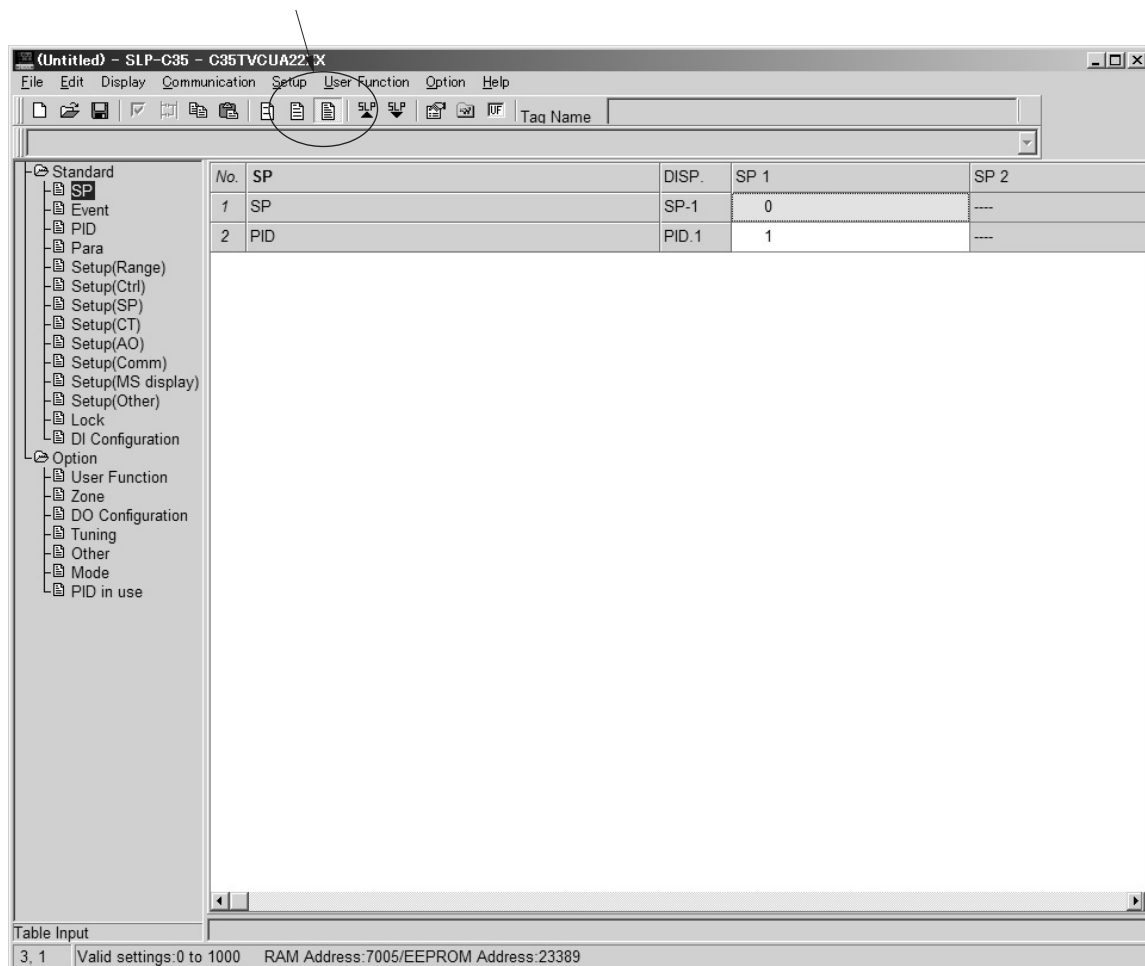 (Untitled) - SLP-C35 - C35TVCUA22XX
File Edit Display Communication Setup User Function Option Help
SLP SLP UF Tag Name
Standard
SP
Event
PID
Para
Setup(Range)
Setup(Ctrl)
Setup(SP)
Setup(CT)
Setup(AO)
Setup(Comm)
Setup(MS display)
Setup(Other)
Lock
DI Configuration
Option
User Function
Zone
DO Configuration
Tuning
Other
Mode
PID in use
No. SP DISP. SP 1 SP 2
1 SP SP-1 0 ----
2 PID PID.1 1 ----
Table Input
3, 1 Valid settings:0 to 1000 RAM Address:7005/EEPROM Address:23389